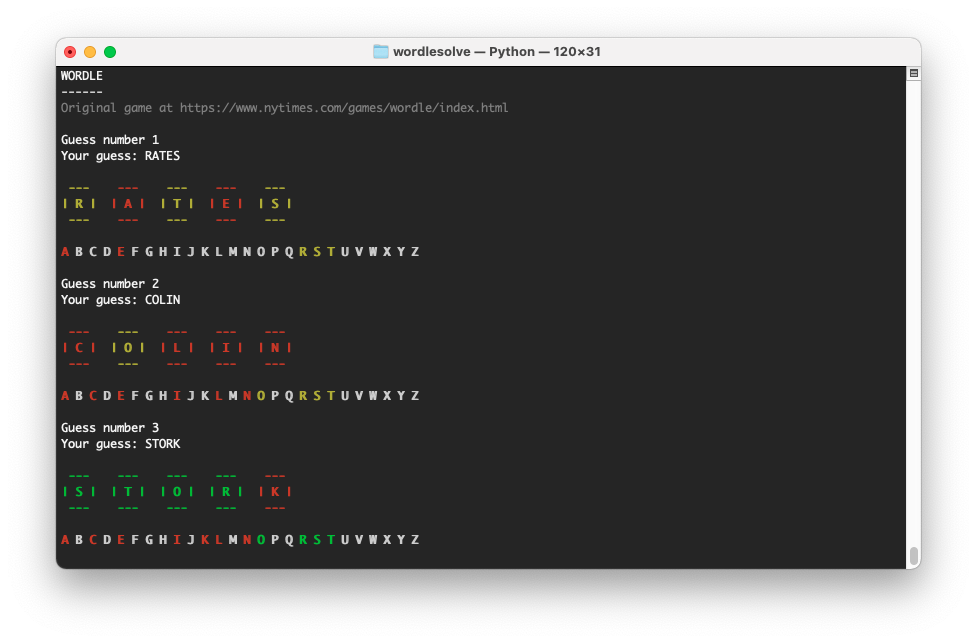 wordlesolve — Python — 120×31
WORDLE
------
Original game at https://www.nytimes.com/games/wordle/index.html
Guess number 1
Your guess: RATES
--- --- --- --- ---
|R| |A| |T| |E| |S|
--- --- --- --- ---
A B C D E F G H I J K L M N O P Q R S T U V W X Y Z
Guess number 2
Your guess: COLIN
--- --- --- --- ---
|C| |O| |L| |I| |N|
--- --- --- --- ---
A B C D E F G H I J K L M N O P Q R S T U V W X Y Z
Guess number 3
Your guess: STORK
--- --- --- --- ---
|S| |T| |O| |R| |K|
--- --- --- --- ---
A B C D E F G H I J K L M N O P Q R S T U V W X Y Z